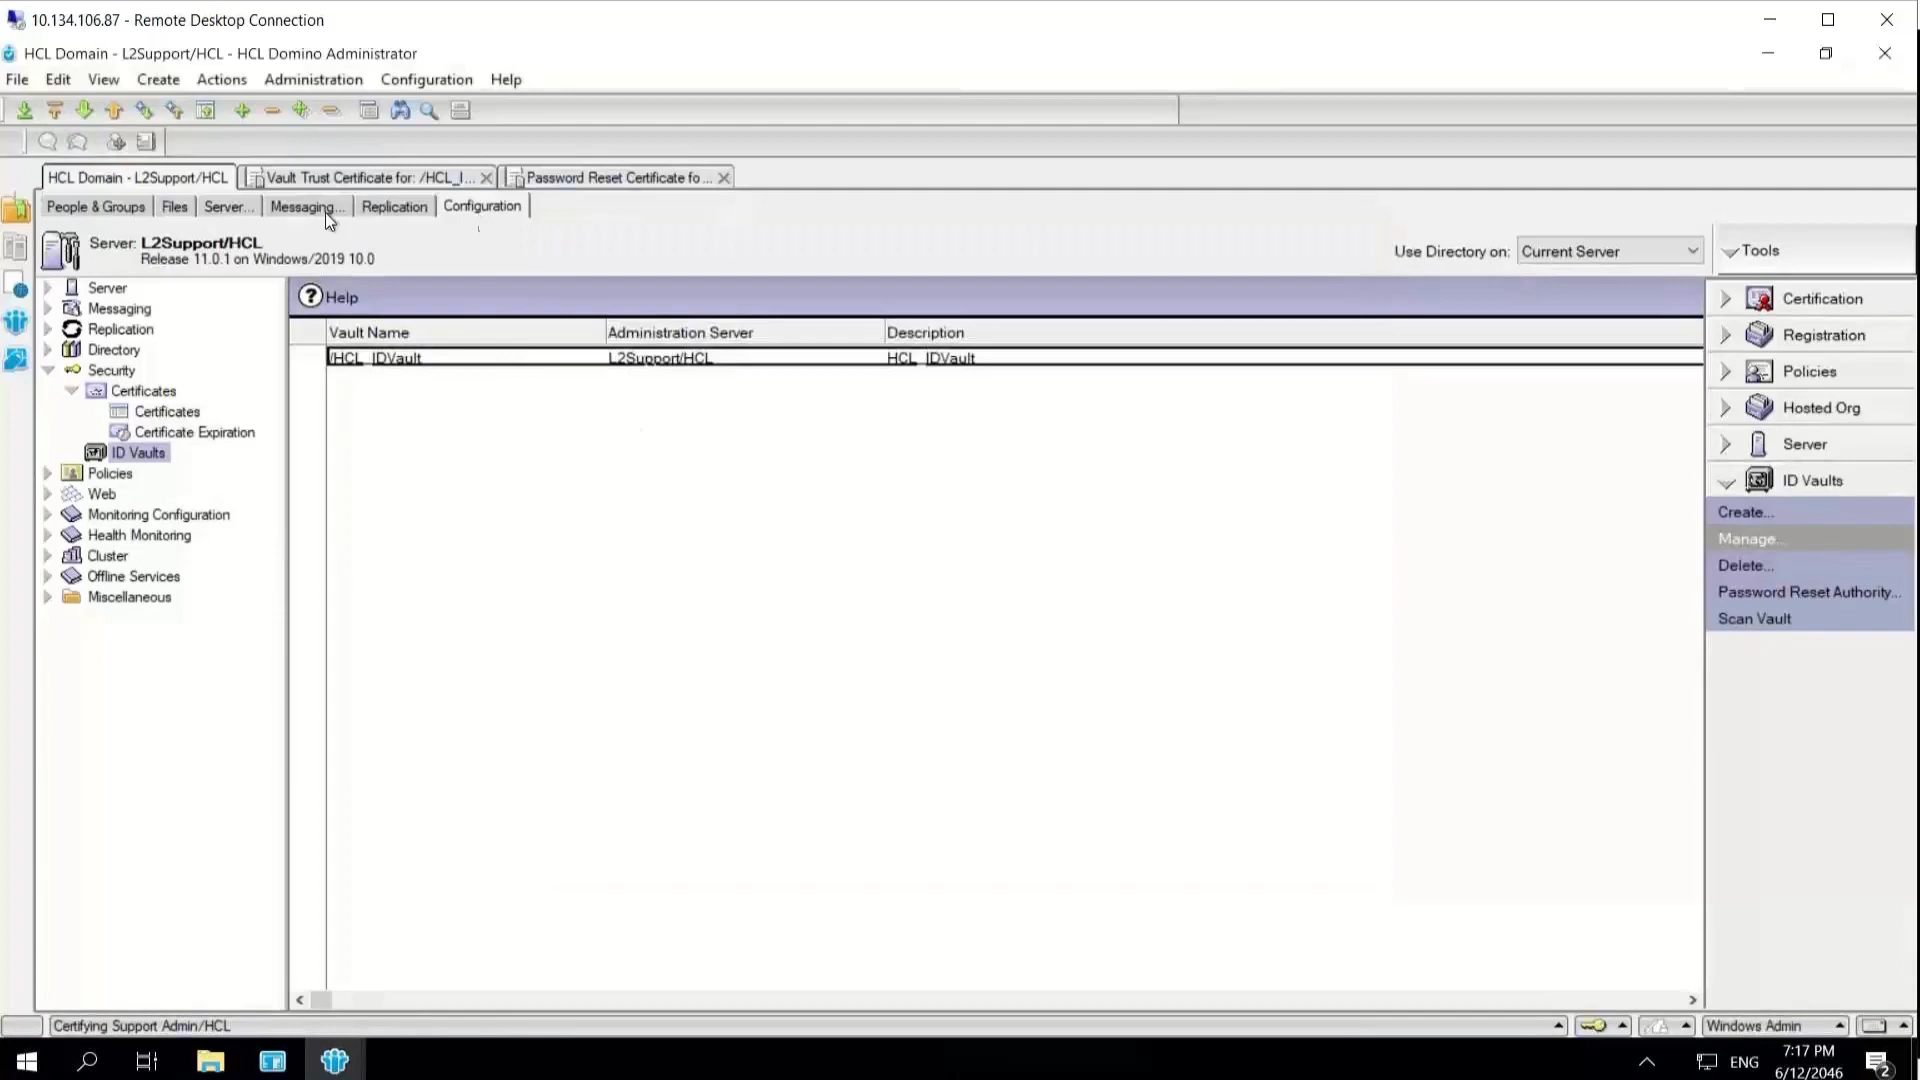 10.134.106.87 - Remote Desktop Connection
HCL Domain - L2Support/HCL - HCL Domino Administrator
File Edit View Create Actions Administration Configuration Help
HCL Domain - L2Support/HCL Vault Trust Certificate for: /HCL_I... Password Reset Certificate fo ...
People & Groups Files Server... Messaging... Replication Configuration
Server: L2Support/HCL
Release 11.0.1 on Windows/2019 10.0
Use Directory on: Current Server
Tools
Help
Vault Name Administration Server Description
/HCL_IDVault L2Support/HCL HCL_IDVault
Server
Messaging
Replication
Directory
Security
Certificates
Certificates
Certificate Expiration
ID Vaults
Policies
Web
Monitoring Configuration
Health Monitoring
Cluster
Offline Services
Miscellaneous
Certification
Registration
Policies
Hosted Org
Server
ID Vaults
Create...
Manage...
Delete...
Password Reset Authority...
Scan Vault
Certifying Support Admin/HCL
Windows Admin
ENG
7:17 PM
6/12/2046
2